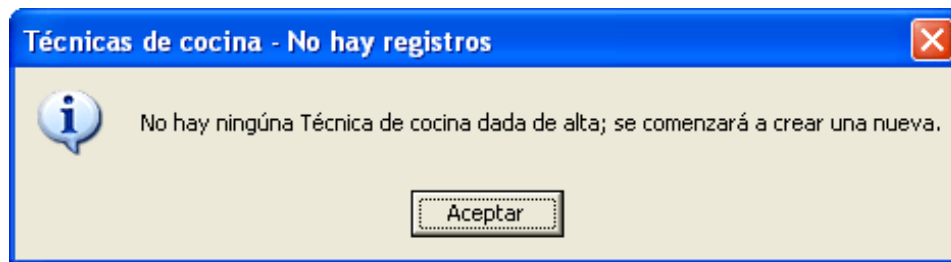 Técnicas de cocina - No hay registros
No hay ningúna Técnica de cocina dada de alta; se comenzará a crear una nueva.
Aceptar